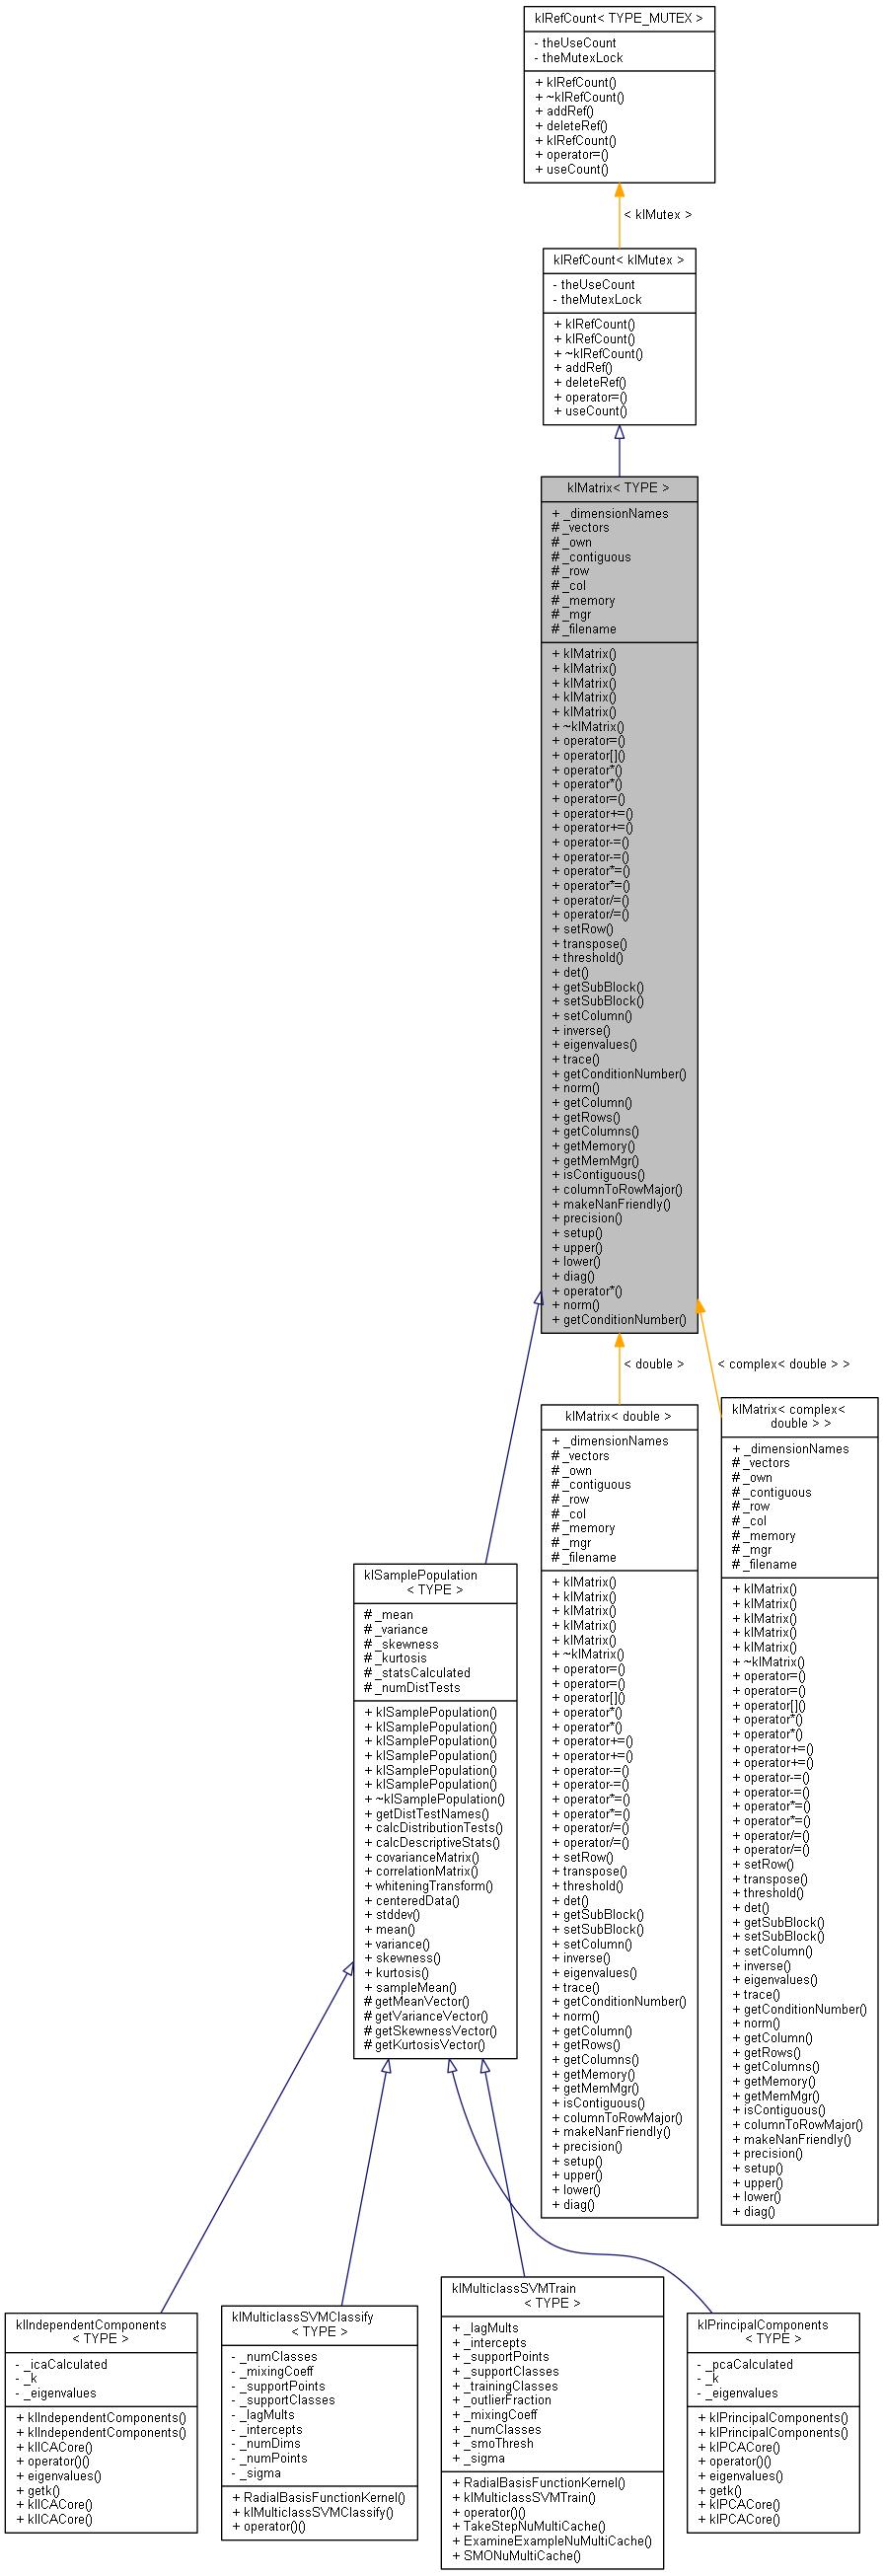 klRefCount< TYPE_MUTEX >
- theUseCount
- theMutexLock
+ klRefCount()
+ ~klRefCount()
+ addRef()
+ deleteRef()
+ klRefCount()
+ operator=()
+ useCount()
< klMutex >
klRefCount< klMutex >
- theUseCount
- theMutexLock
+ klRefCount()
+ klRefCount()
+ ~klRefCount()
+ addRef()
+ deleteRef()
+ operator=()
+ useCount()
klMatrix< TYPE >
+ _dimensionNames
# _vectors
# _own
# _contiguous
# _row
# _col
# _memory
# _mgr
# _filename
+ klMatrix()
+ klMatrix()
+ klMatrix()
+ klMatrix()
+ klMatrix()
+ ~klMatrix()
+ operator=()
+ operator[]()
+ operator*()
+ operator*()
+ operator=()
+ operator+=()
+ operator+=()
+ operator-=()
+ operator-=()
+ operator*=()
+ operator*=()
+ operator/=()
+ operator/=()
+ setRow()
+ transpose()
+ threshold()
+ det()
+ getSubBlock()
+ setSubBlock()
+ setColumn()
+ inverse()
+ eigenvalues()
+ trace()
+ getConditionNumber()
+ norm()
+ getColumn()
+ getRows()
+ getColumns()
+ getMemory()
+ getMemMgr()
+ isContiguous()
+ columnToRowMajor()
+ makeNanFriendly()
+ precision()
+ setup()
+ upper()
+ lower()
+ diag()
+ operator*()
+ norm()
+ getConditionNumber()
< double >
< complex< double > >
klSamplePopulation
< TYPE >
# _mean
# _variance
# _skewness
# _kurtosis
# _statsCalculated
# _numDistTests
+ klSamplePopulation()
+ klSamplePopulation()
+ klSamplePopulation()
+ klSamplePopulation()
+ klSamplePopulation()
+ klSamplePopulation()
+ ~klSamplePopulation()
+ getDistTestNames()
+ calcDistributionTests()
+ calcDescriptiveStats()
+ covarianceMatrix()
+ correlationMatrix()
+ whiteningTransform()
+ centeredData()
+ stddev()
+ mean()
+ variance()
+ skewness()
+ kurtosis()
+ sampleMean()
# getMeanVector()
# getVarianceVector()
# getSkewnessVector()
# getKurtosisVector()
klMatrix< double >
+ _dimensionNames
# _vectors
# _own
# _contiguous
# _row
# _col
# _memory
# _mgr
# _filename
+ klMatrix()
+ klMatrix()
+ klMatrix()
+ klMatrix()
+ klMatrix()
+ ~klMatrix()
+ operator=()
+ operator=()
+ operator[]()
+ operator*()
+ operator*()
+ operator+=()
+ operator+=()
+ operator-=()
+ operator-=()
+ operator*=()
+ operator*=()
+ operator/=()
+ operator/=()
+ setRow()
+ transpose()
+ threshold()
+ det()
+ getSubBlock()
+ setSubBlock()
+ setColumn()
+ inverse()
+ eigenvalues()
+ trace()
+ getConditionNumber()
+ norm()
+ getColumn()
+ getRows()
+ getColumns()
+ getMemory()
+ getMemMgr()
+ isContiguous()
+ columnToRowMajor()
+ makeNanFriendly()
+ precision()
+ setup()
+ upper()
+ lower()
+ diag()
klMatrix< complex<
double > >
+ _dimensionNames
# _vectors
# _own
# _contiguous
# _row
# _col
# _memory
# _mgr
# _filename
+ klMatrix()
+ klMatrix()
+ klMatrix()
+ klMatrix()
+ klMatrix()
+ ~klMatrix()
+ operator=()
+ operator=()
+ operator[]()
+ operator*()
+ operator*()
+ operator+=()
+ operator+=()
+ operator-=()
+ operator-=()
+ operator*=()
+ operator*=()
+ operator/=()
+ operator/=()
+ setRow()
+ transpose()
+ threshold()
+ det()
+ getSubBlock()
+ setSubBlock()
+ setColumn()
+ inverse()
+ eigenvalues()
+ trace()
+ getConditionNumber()
+ norm()
+ getColumn()
+ getRows()
+ getColumns()
+ getMemory()
+ getMemMgr()
+ isContiguous()
+ columnToRowMajor()
+ makeNanFriendly()
+ precision()
+ setup()
+ upper()
+ lower()
+ diag()
klIndependentComponents
< TYPE >
- _icaCalculated
- _k
- _eigenvalues
+ klIndependentComponents()
+ klIndependentComponents()
+ klICACore()
+ operator()()
+ eigenvalues()
+ getk()
+ klICACore()
+ klICACore()
klMulticlassSVMClassify
< TYPE >
- _numClasses
- _mixingCoeff
- _supportPoints
- _supportClasses
- _lagMults
- _intercepts
- _numDims
- _numPoints
- _sigma
+ RadialBasisFunctionKernel()
+ klMulticlassSVMClassify()
+ operator()()
klMulticlassSVMTrain
< TYPE >
+ _lagMults
+ _intercepts
+ _supportPoints
+ _supportClasses
+ _trainingClasses
+ _outlierFraction
+ _mixingCoeff
+ _numClasses
+ _smoThresh
+ _sigma
+ RadialBasisFunctionKernel()
+ klMulticlassSVMTrain()
+ operator()()
+ TakeStepNuMultiCache()
+ ExamineExampleNuMultiCache()
+ SMONuMultiCache()
klPrincipalComponents
< TYPE >
- _pcaCalculated
- _k
- _eigenvalues
+ klPrincipalComponents()
+ klPrincipalComponents()
+ klPCACore()
+ operator()()
+ eigenvalues()
+ getk()
+ klPCACore()
+ klPCACore()